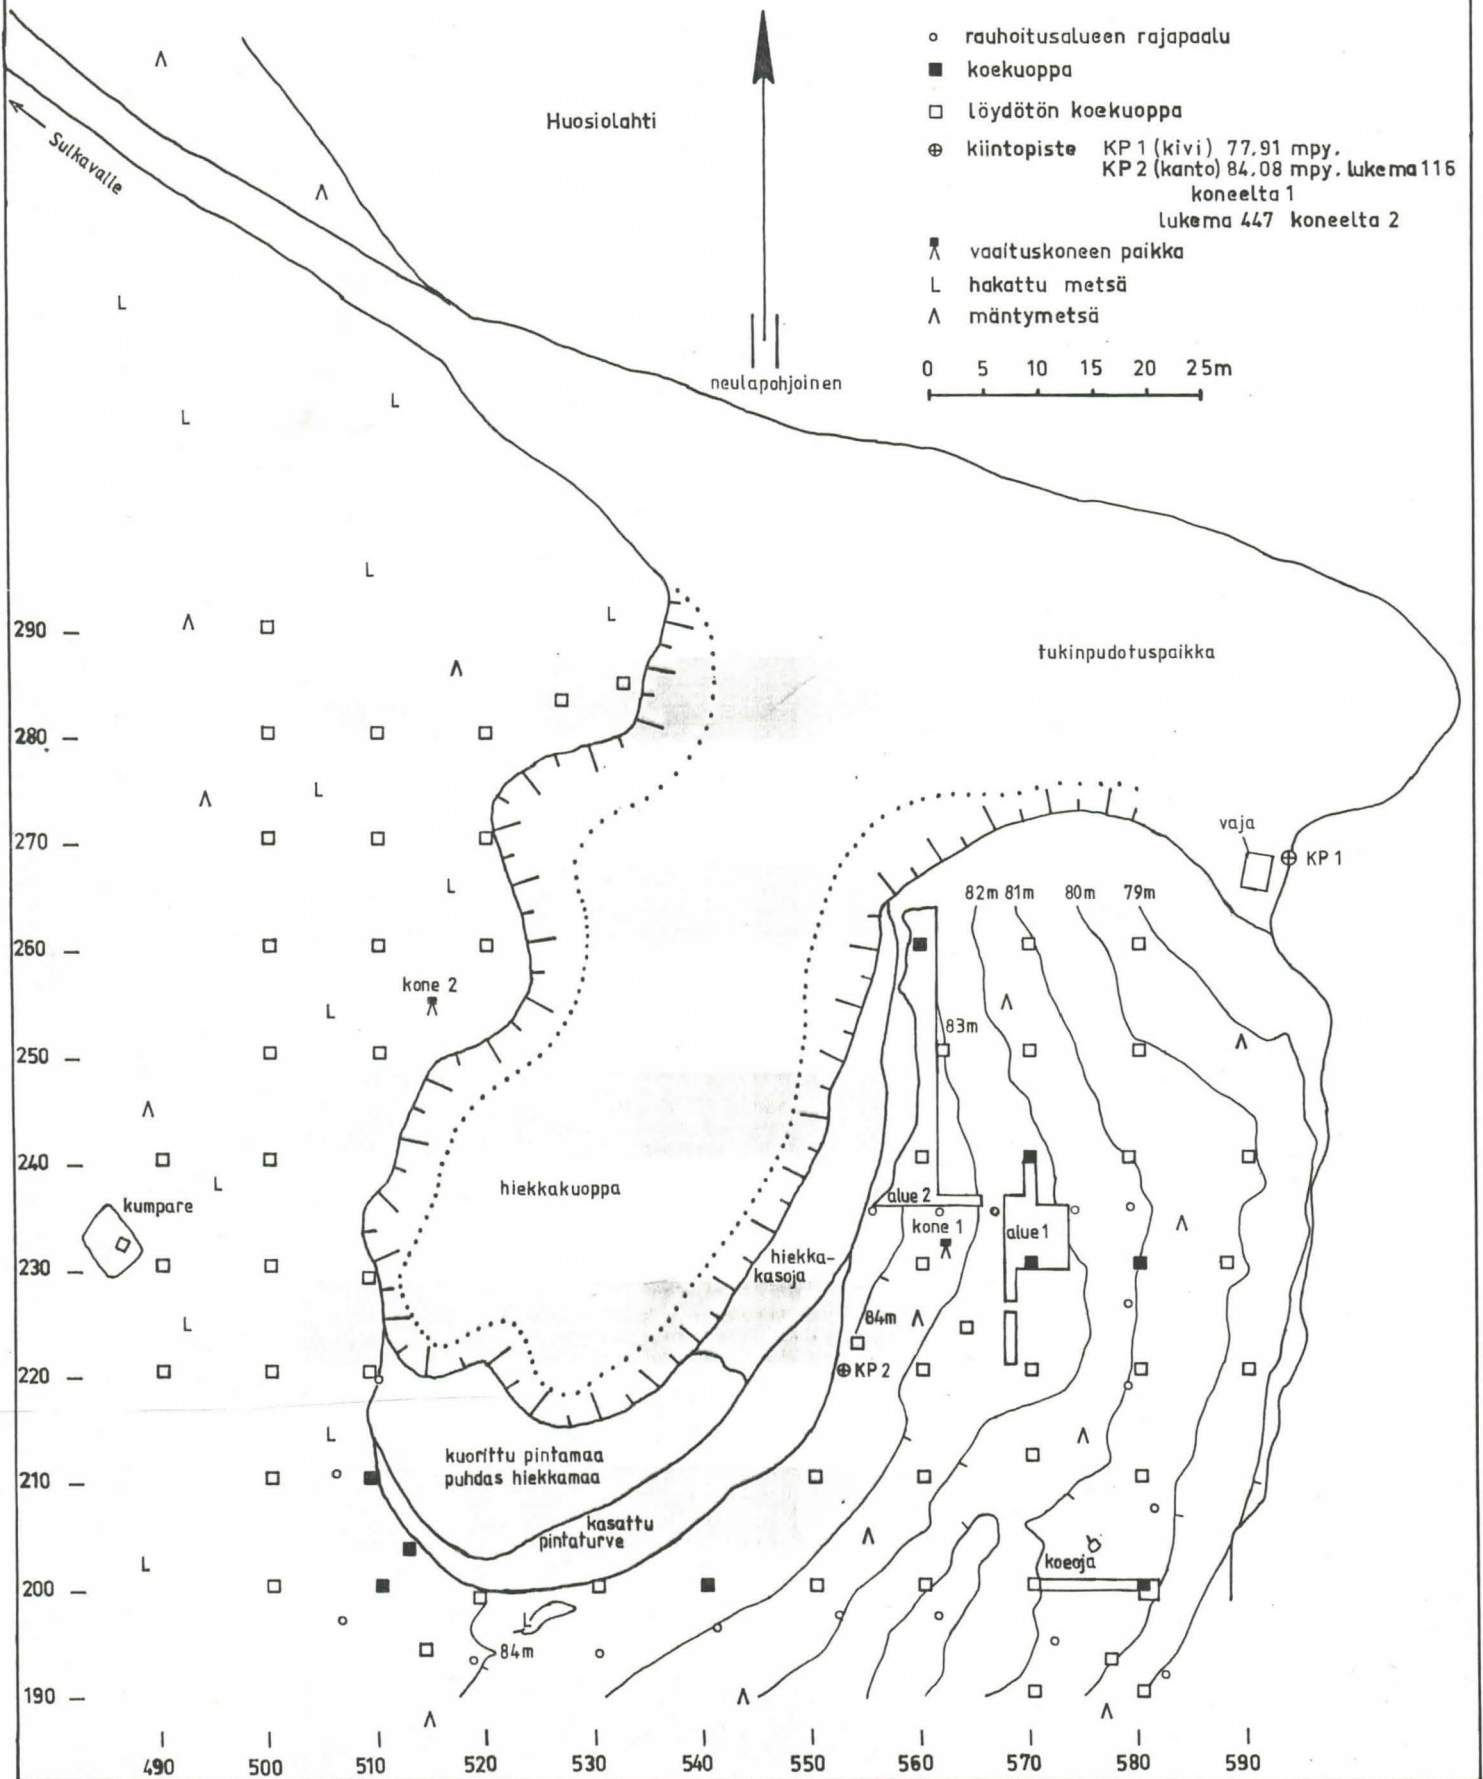 rauhoitusalueen rajapaalu
koekuoppa
löydötön koekuoppa
kiintopiste KP 1 (kivi) 77,91 mpy.
KP 2 (kanto) 84,08 mpy. lukema 116
koneelta 1
lukema 447 koneelta 2
vaaituskoneen paikka
L hakattu metsä
Λ mäntymetsä
0 5 10 15 20 25m
Huosiolahti
Sulkavalle
neulapohjoinen
tukinpudotuspaikka
vaja
KP 1
82m 81m 80m 79m
83m
kone 2
hiekkakuoppa
kumpare
alue 2
kone 1
alue 1
hiekka-
kasoja
84m
KP 2
kuorittu pintamaa
puhdas hiekkamaa
kasattu
pintaturve
koeoja
84m
290
280
270
260
250
240
230
220
210
200
190
490 500 510 520 530 540 550 560 570 580 590